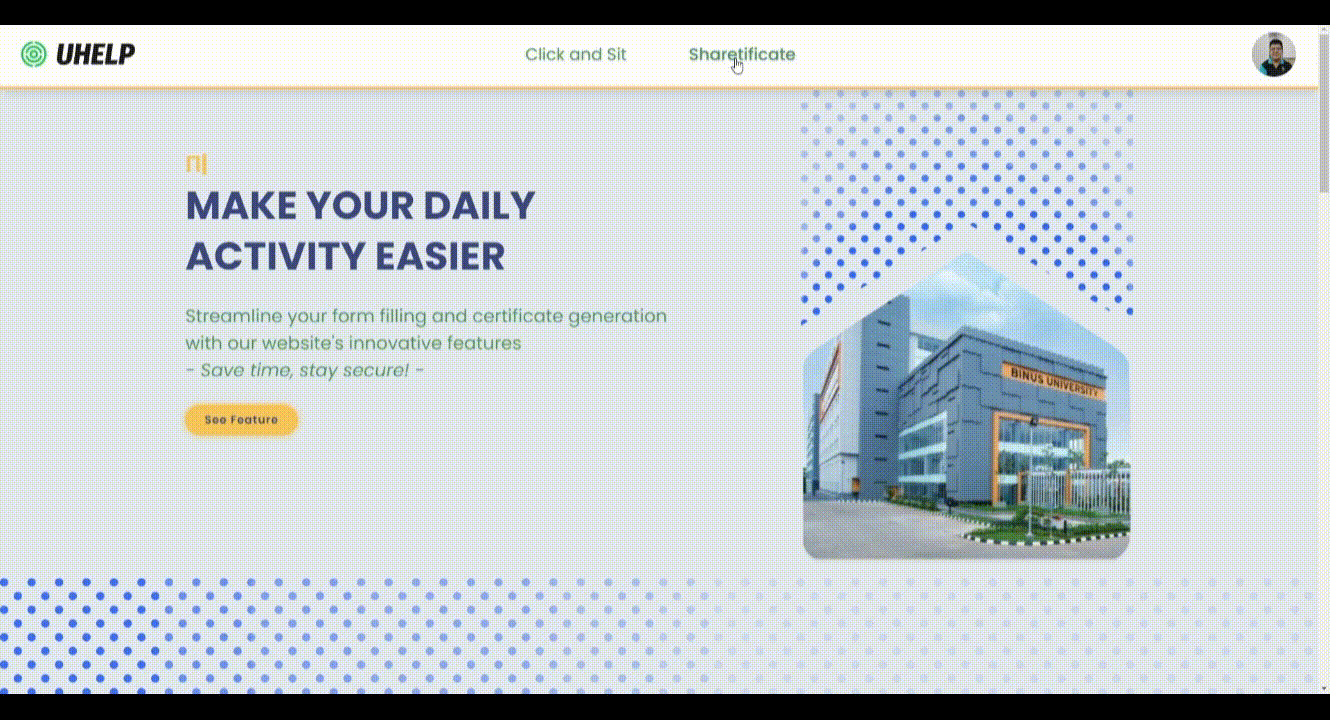 UHELP
Click and Sit
Sharetificate
MAKE YOUR DAILY
ACTIVITY EASIER
Streamline your form filling and certificate generation
with our website's innovative features
- Save time, stay secure! -
See Feature
BINUS UNIVERSITY